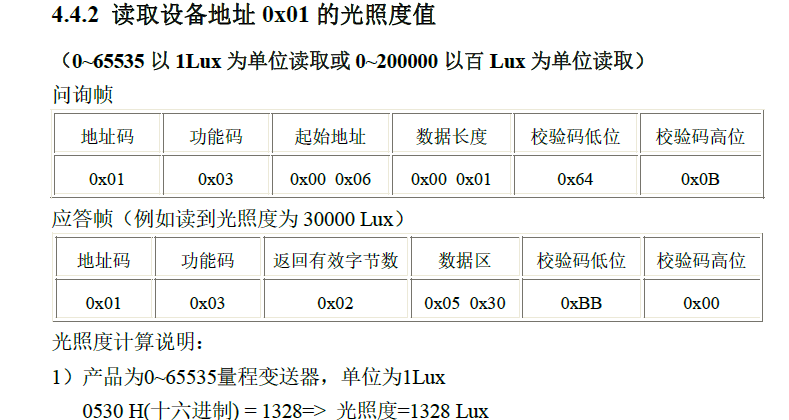 4.4.2 读取设备地址 0x01 的光照度值
（0~65535 以 1Lux 为单位读取或 0~200000 以百 Lux 为单位读取）
问询帧
地址码 功能码 起始地址 数据长度 校验码低位 校验码高位
0x01 0x03 0x00 0x06 0x00 0x01 0x64 0x0B
应答帧（例如读到光照度为 30000 Lux）
地址码 功能码 返回有效字节数 数据区 校验码低位 校验码高位
0x01 0x03 0x02 0x05 0x30 0xBB 0x00
光照度计算说明：
1）产品为0~65535量程变送器，单位为1Lux
0530 H(十六进制) = 1328=> 光照度=1328 Lux